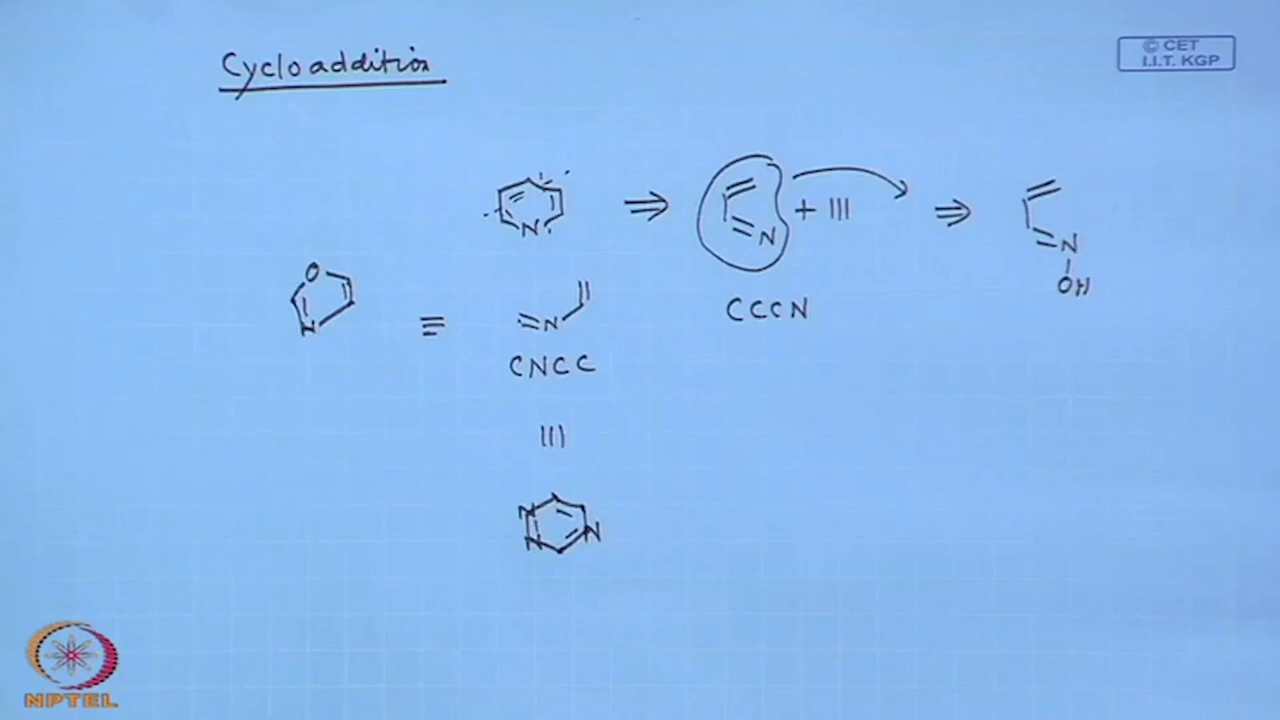 Cycloaddition
© CET
I.I.T. KGP
N
N
+
N
OH
O
N
N
CNCC
CCCN
N
N
N
NPTEL